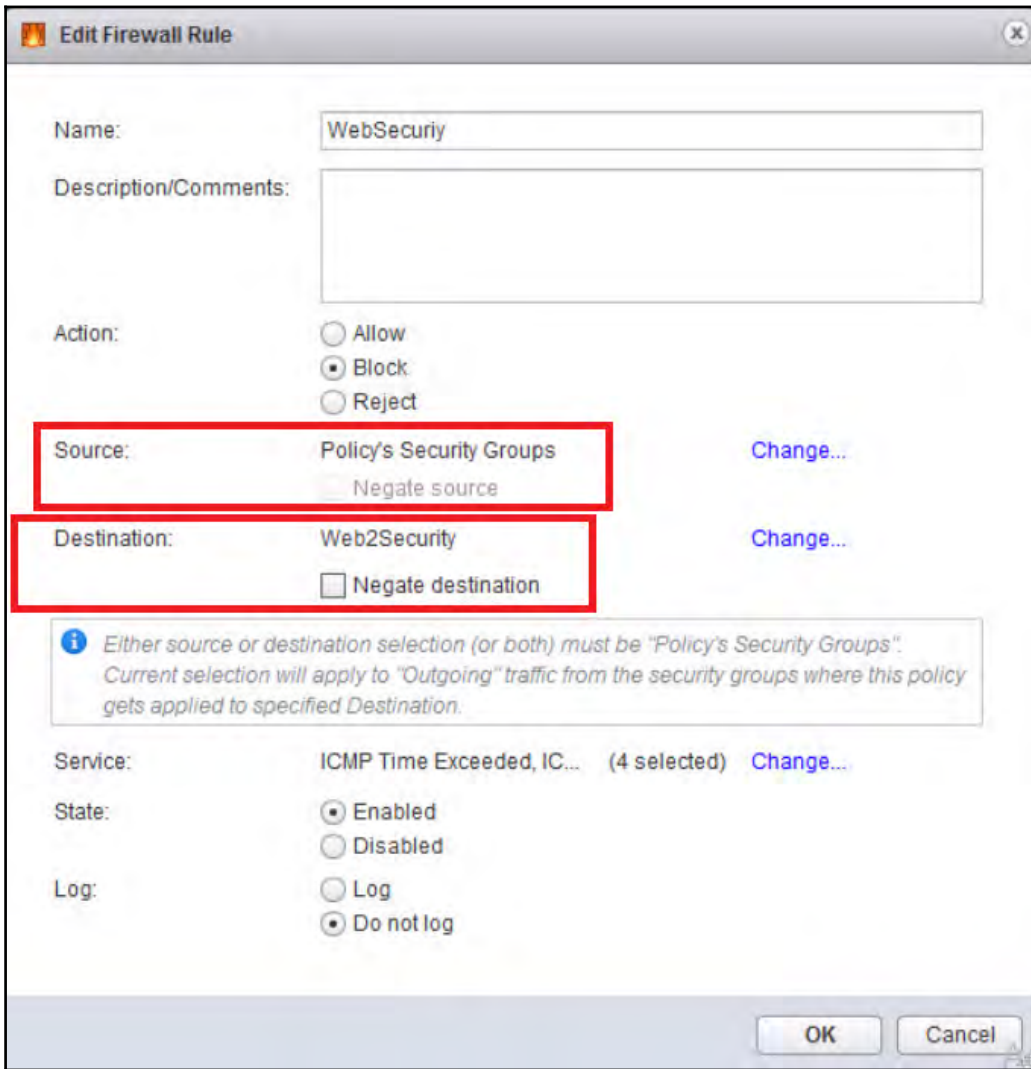 Edit Firewall Rule
Name: WebSecuriy
Description/Comments:
Action: Allow
Block
Reject
Source: Policy's Security Groups Change...
Negate source
Destination: Web2Security Change...
Negate destination
Either source or destination selection (or both) must be "Policy's Security Groups".
Current selection will apply to "Outgoing" traffic from the security groups where this policy
gets applied to specified Destination.
Service: ICMP Time Exceeded, IC... (4 selected) Change...
State: Enabled
Disabled
Log: Log
Do not log
OK Cancel